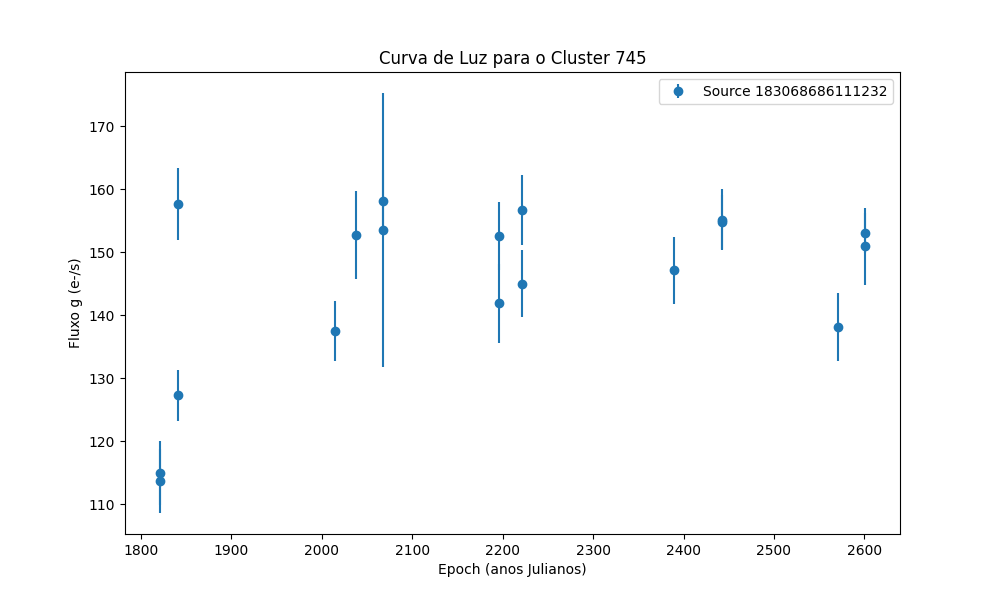 Curva de Luz para o Cluster 745
Source 183068686111232
170
160
150
140
130
120
110
Fluxo g (e-/s)
1800 1900 2000 2100 2200 2300 2400 2500 2600
Epoch (anos Julianos)